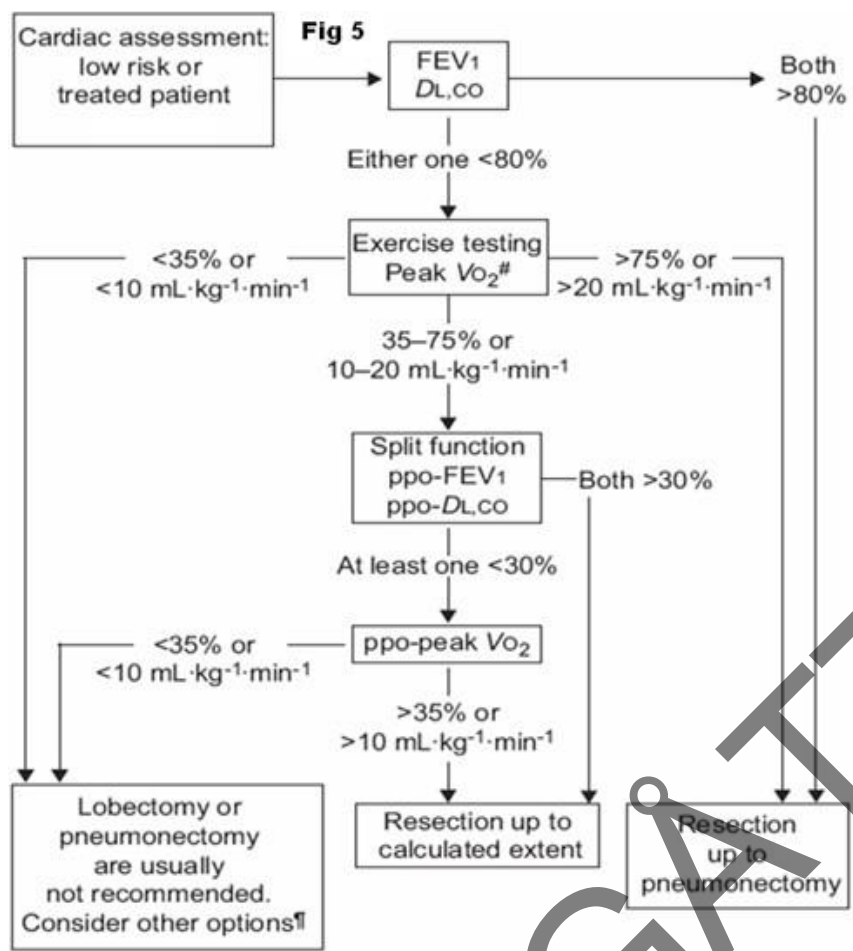 Fig 5
Cardiac assessment:
low risk or
treated patient
FEV1
DL,CO
Both
>80%
Either one <80%
Exercise testing
Peak VO2#
<35% or
<10 mL·kg-1·min-1
>75% or
>20 mL·kg-1·min-1
35–75% or
10–20 mL·kg-1·min-1
Split function
ppo-FEV1
ppo-DL,CO
Both >30%
At least one <30%
ppo-peak VO2
<35% or
<10 mL·kg-1·min-1
>35% or
>10 mL·kg-1·min-1
Lobectomy or
pneumonectomy
are usually
not recommended.
Consider other options¶
Resection up to
calculated extent
Resection
up to
pneumonectomy